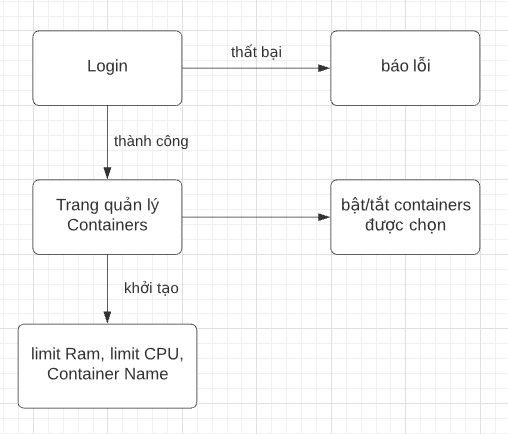 Login
thất bại
báo lỗi
thành công
Trang quản lý
Containers
bật/tắt containers
được chọn
khởi tạo
limit Ram, limit CPU,
Container Name